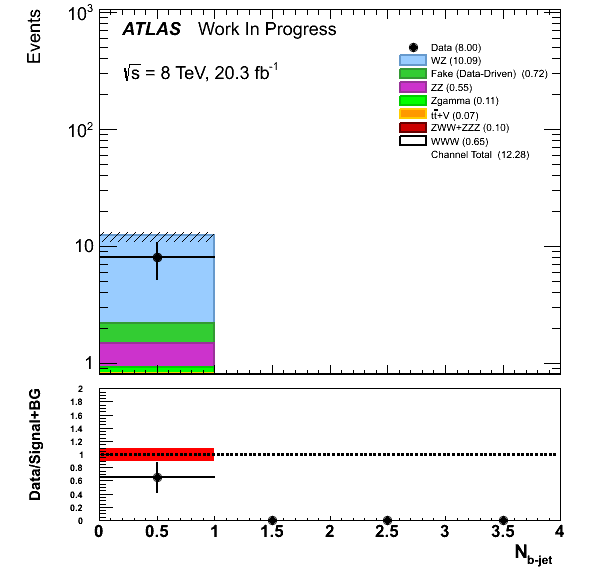 Events
10³
10²
10
1
ATLAS Work In Progress
√s = 8 TeV, 20.3 fb⁻¹
Data (8.00)
WZ (10.09)
Fake (Data-Driven) (0.72)
ZZ (0.55)
Zgamma (0.11)
tt̄+V (0.07)
ZWW+ZZZ (0.10)
WWW (0.65)
Channel Total (12.28)
Data/Signal+BG
2
1.8
1.6
1.4
1.2
1
0.8
0.6
0.4
0.2
0
0 0.5 1 1.5 2 2.5 3 3.5 4
N_b-jet